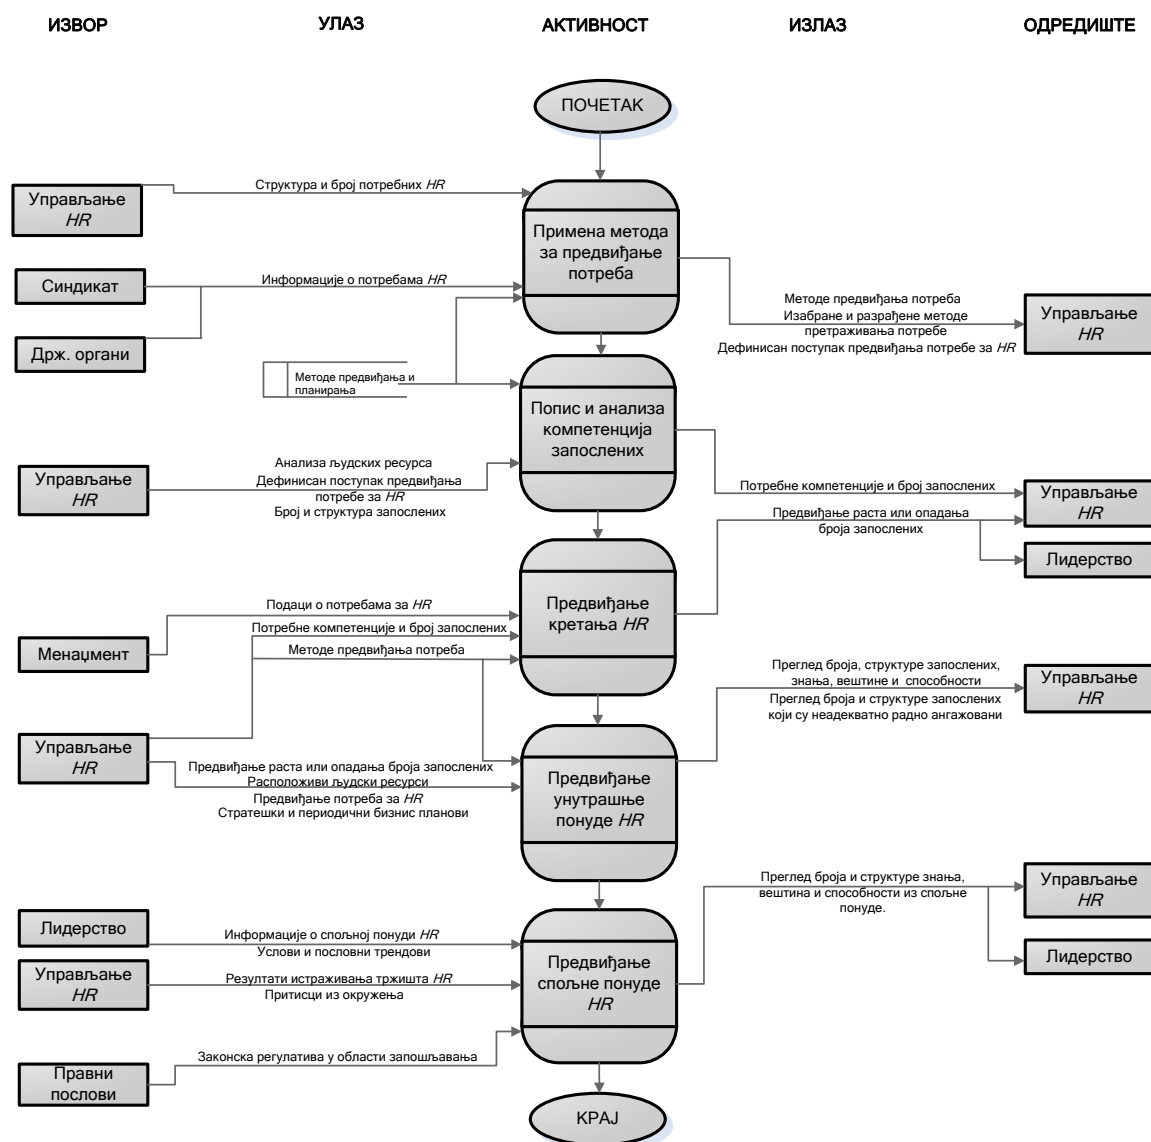 ИЗВОР
УЛАЗ
АКТИВНОСТ
ИЗЛАЗ
ОДРЕДИШТЕ
ПОЧЕТАК
Управљање
HR
Структура и број потребних HR
Примена метода
за предвиђање
потреба
Синдикат
Информације о потребама HR
Држ. органи
Методе предвиђања потреба
Изабране и разрађене методе
претраживања потребе
Дефинисан поступак предвиђања потребе за HR
Управљање
HR
Методе предвиђања и
планирања
Попис и анализа
компетенција
запослених
Управљање
HR
Анализа људских ресурса
Дефинисан поступак предвиђања
потребе за HR
Број и структура запослених
Потребне компетенције и број запослених
Управљање
HR
Предвиђање раста или опадања
броја запослених
Лидерство
Предвиђање
кретања HR
Подаци о потребама за HR
Менаџмент
Потребне компетенције и број запослених
Методе предвиђања потреба
Преглед броја, структуре запослених,
знања, вештине и способности
Преглед броја и структуре запослених
који су неадекватно радно ангажовани
Управљање
HR
Управљање
HR
Предвиђање раста или опадања броја запослених
Расположиви људски ресурси
Предвиђање потреба за HR
Стратешки и периодични бизнис планови
Предвиђање
унутрашње
понуде HR
Преглед броја и структуре знања,
вештина и способности из спољне
понуде.
Управљање
HR
Лидерство
Лидерство
Информације о спољној понуди HR
Услови и пословни трендови
Управљање
HR
Резултати истраживања тржишта HR
Притисци из окружења
Предвиђање
спољне понуде
HR
Правни
послови
Законска регулатива у области запошљавања
КРАЈ